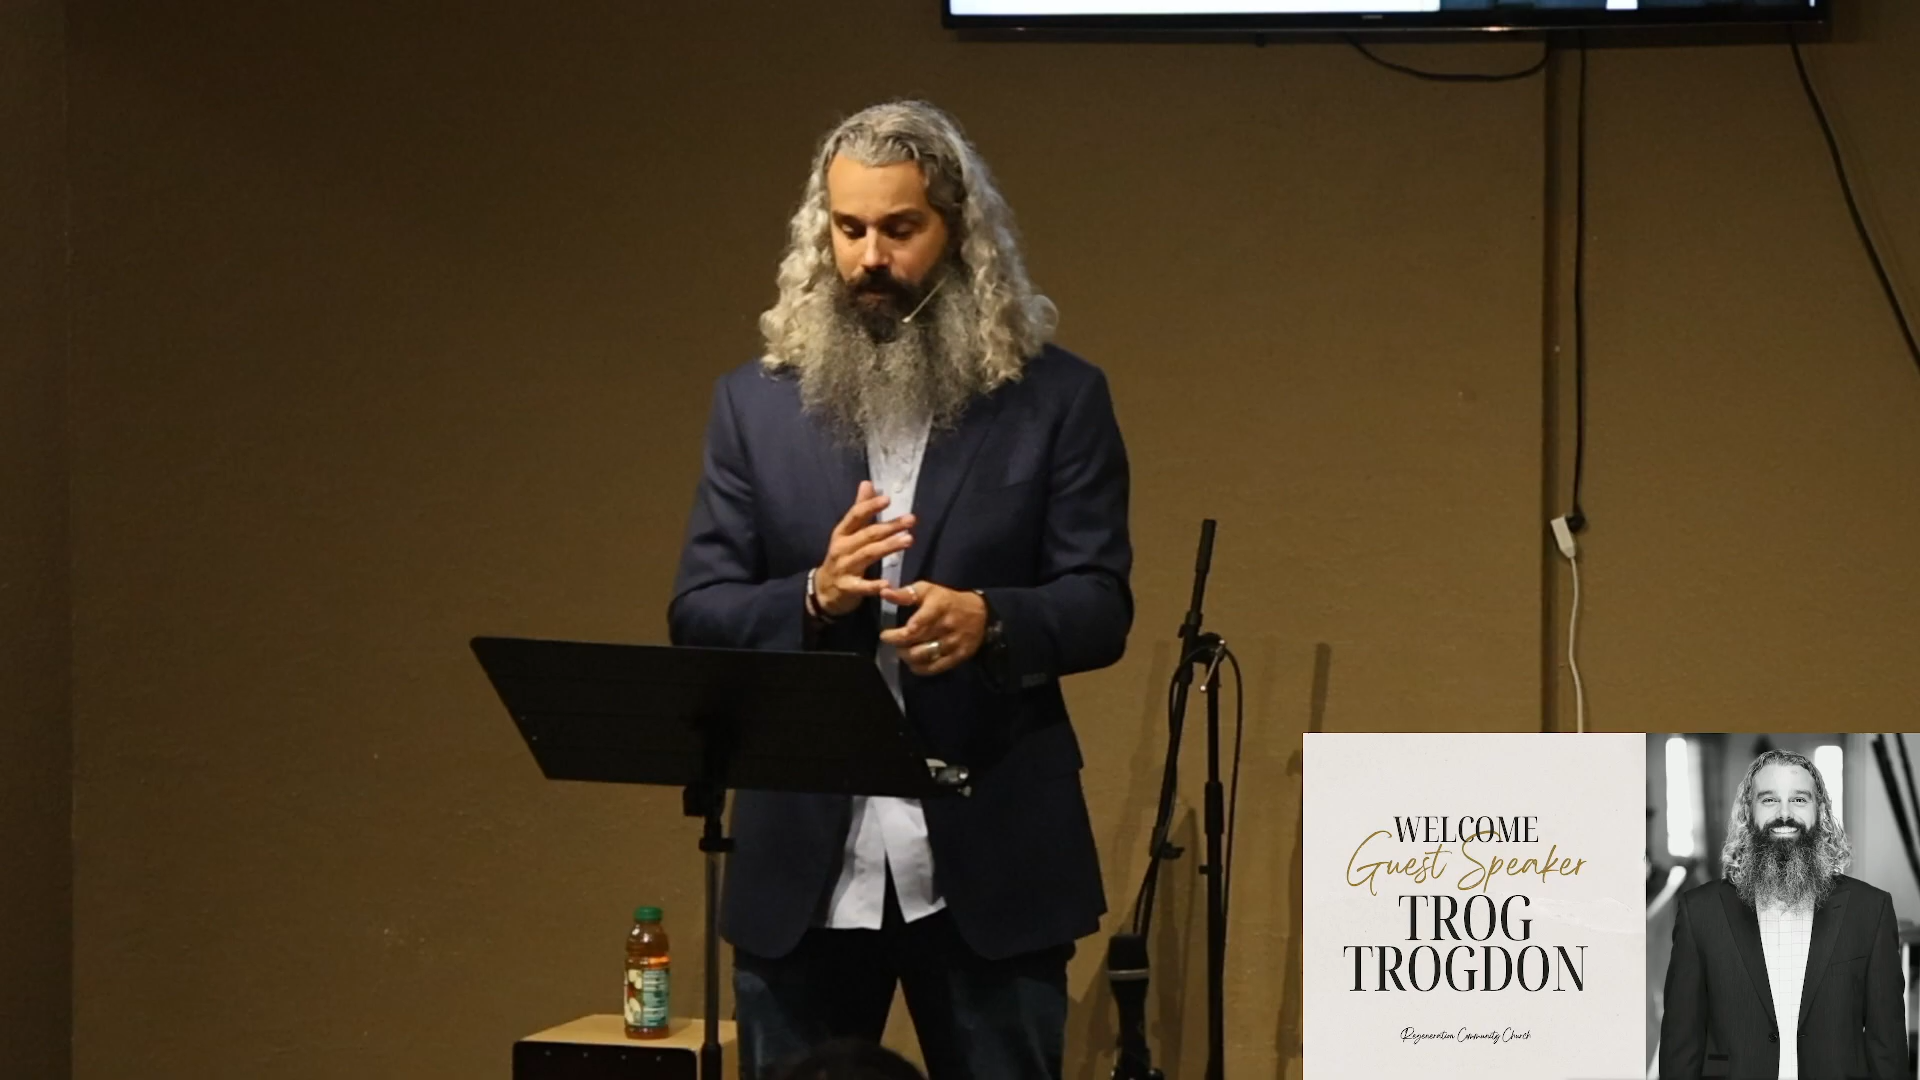 WELCOME
Guest Speaker
TROG
TROGDON
Regeneration Community Church